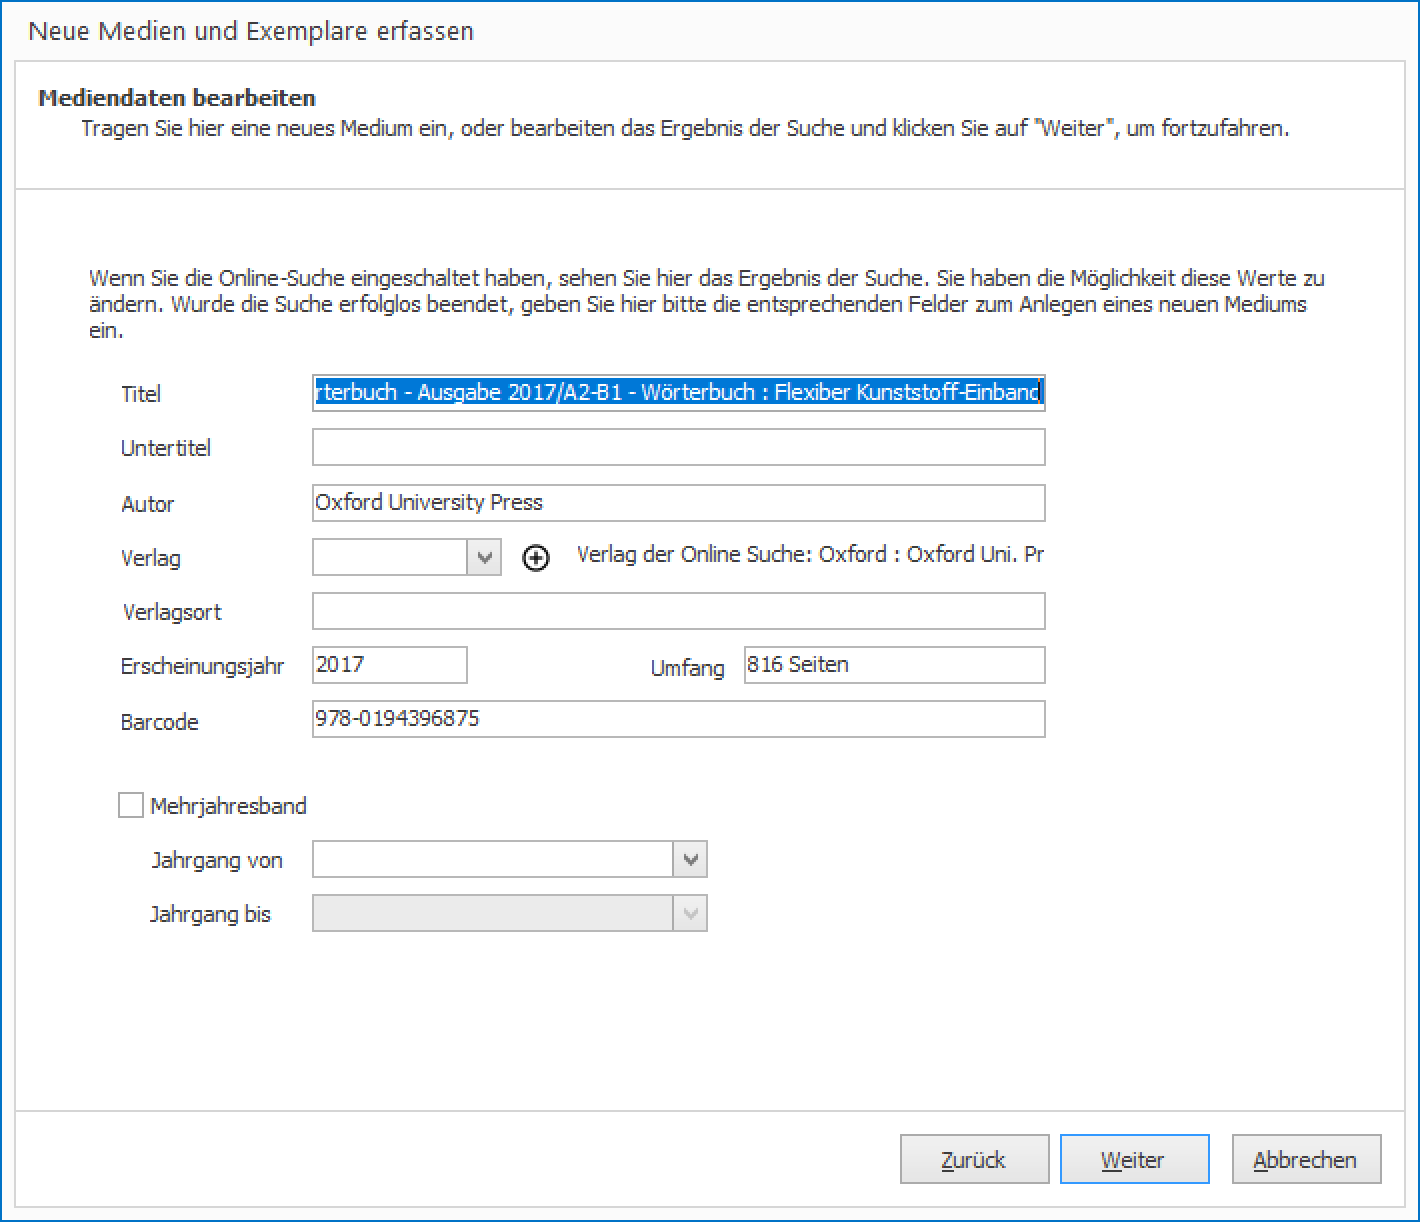 Neue Medien und Exemplare erfassen
Mediendaten bearbeiten
Tragen Sie hier eine neues Medium ein, oder bearbeiten das Ergebnis der Suche und klicken Sie auf "Weiter", um fortzufahren.
Wenn Sie die Online-Suche eingeschaltet haben, sehen Sie hier das Ergebnis der Suche. Sie haben die Möglichkeit diese Werte zu
ändern. Wurde die Suche erfolglos beendet, geben Sie hier bitte die entsprechenden Felder zum Anlegen eines neuen Mediums
ein.
Titel rterbuch - Ausgabe 2017/A2-B1 - Wörterbuch : Flexiber Kunststoff-Einband
Untertitel
Autor Oxford University Press
Verlag Verlag der Online Suche: Oxford : Oxford Uni. Pr
Verlagsort
Erscheinungsjahr 2017 Umfang 816 Seiten
Barcode 978-0194396875
Mehrjahresband
Jahrgang von
Jahrgang bis
Zurück Weiter Abbrechen